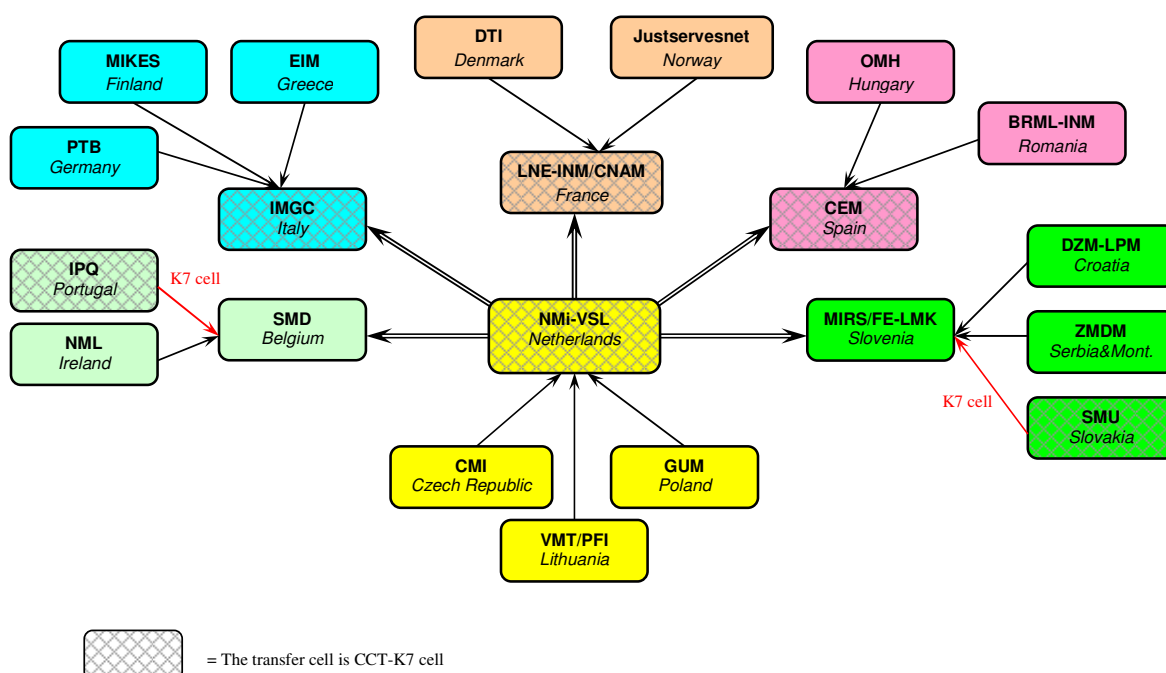 DTI
Denmark
Justservesnet
Norway
MIKES
Finland
EIM
Greece
OMH
Hungary
BRML-INM
Romania
PTB
Germany
LNE-INM/CNAM
France
IMGC
Italy
CEM
Spain
DZM-LPM
Croatia
IPQ
Portugal
K7 cell
SMD
Belgium
NMi-VSL
Netherlands
MIRS/FE-LMK
Slovenia
ZMDM
Serbia&Mont.
NML
Ireland
K7 cell
SMU
Slovakia
CMI
Czech Republic
GUM
Poland
VMT/PFI
Lithuania
= The transfer cell is CCT-K7 cell